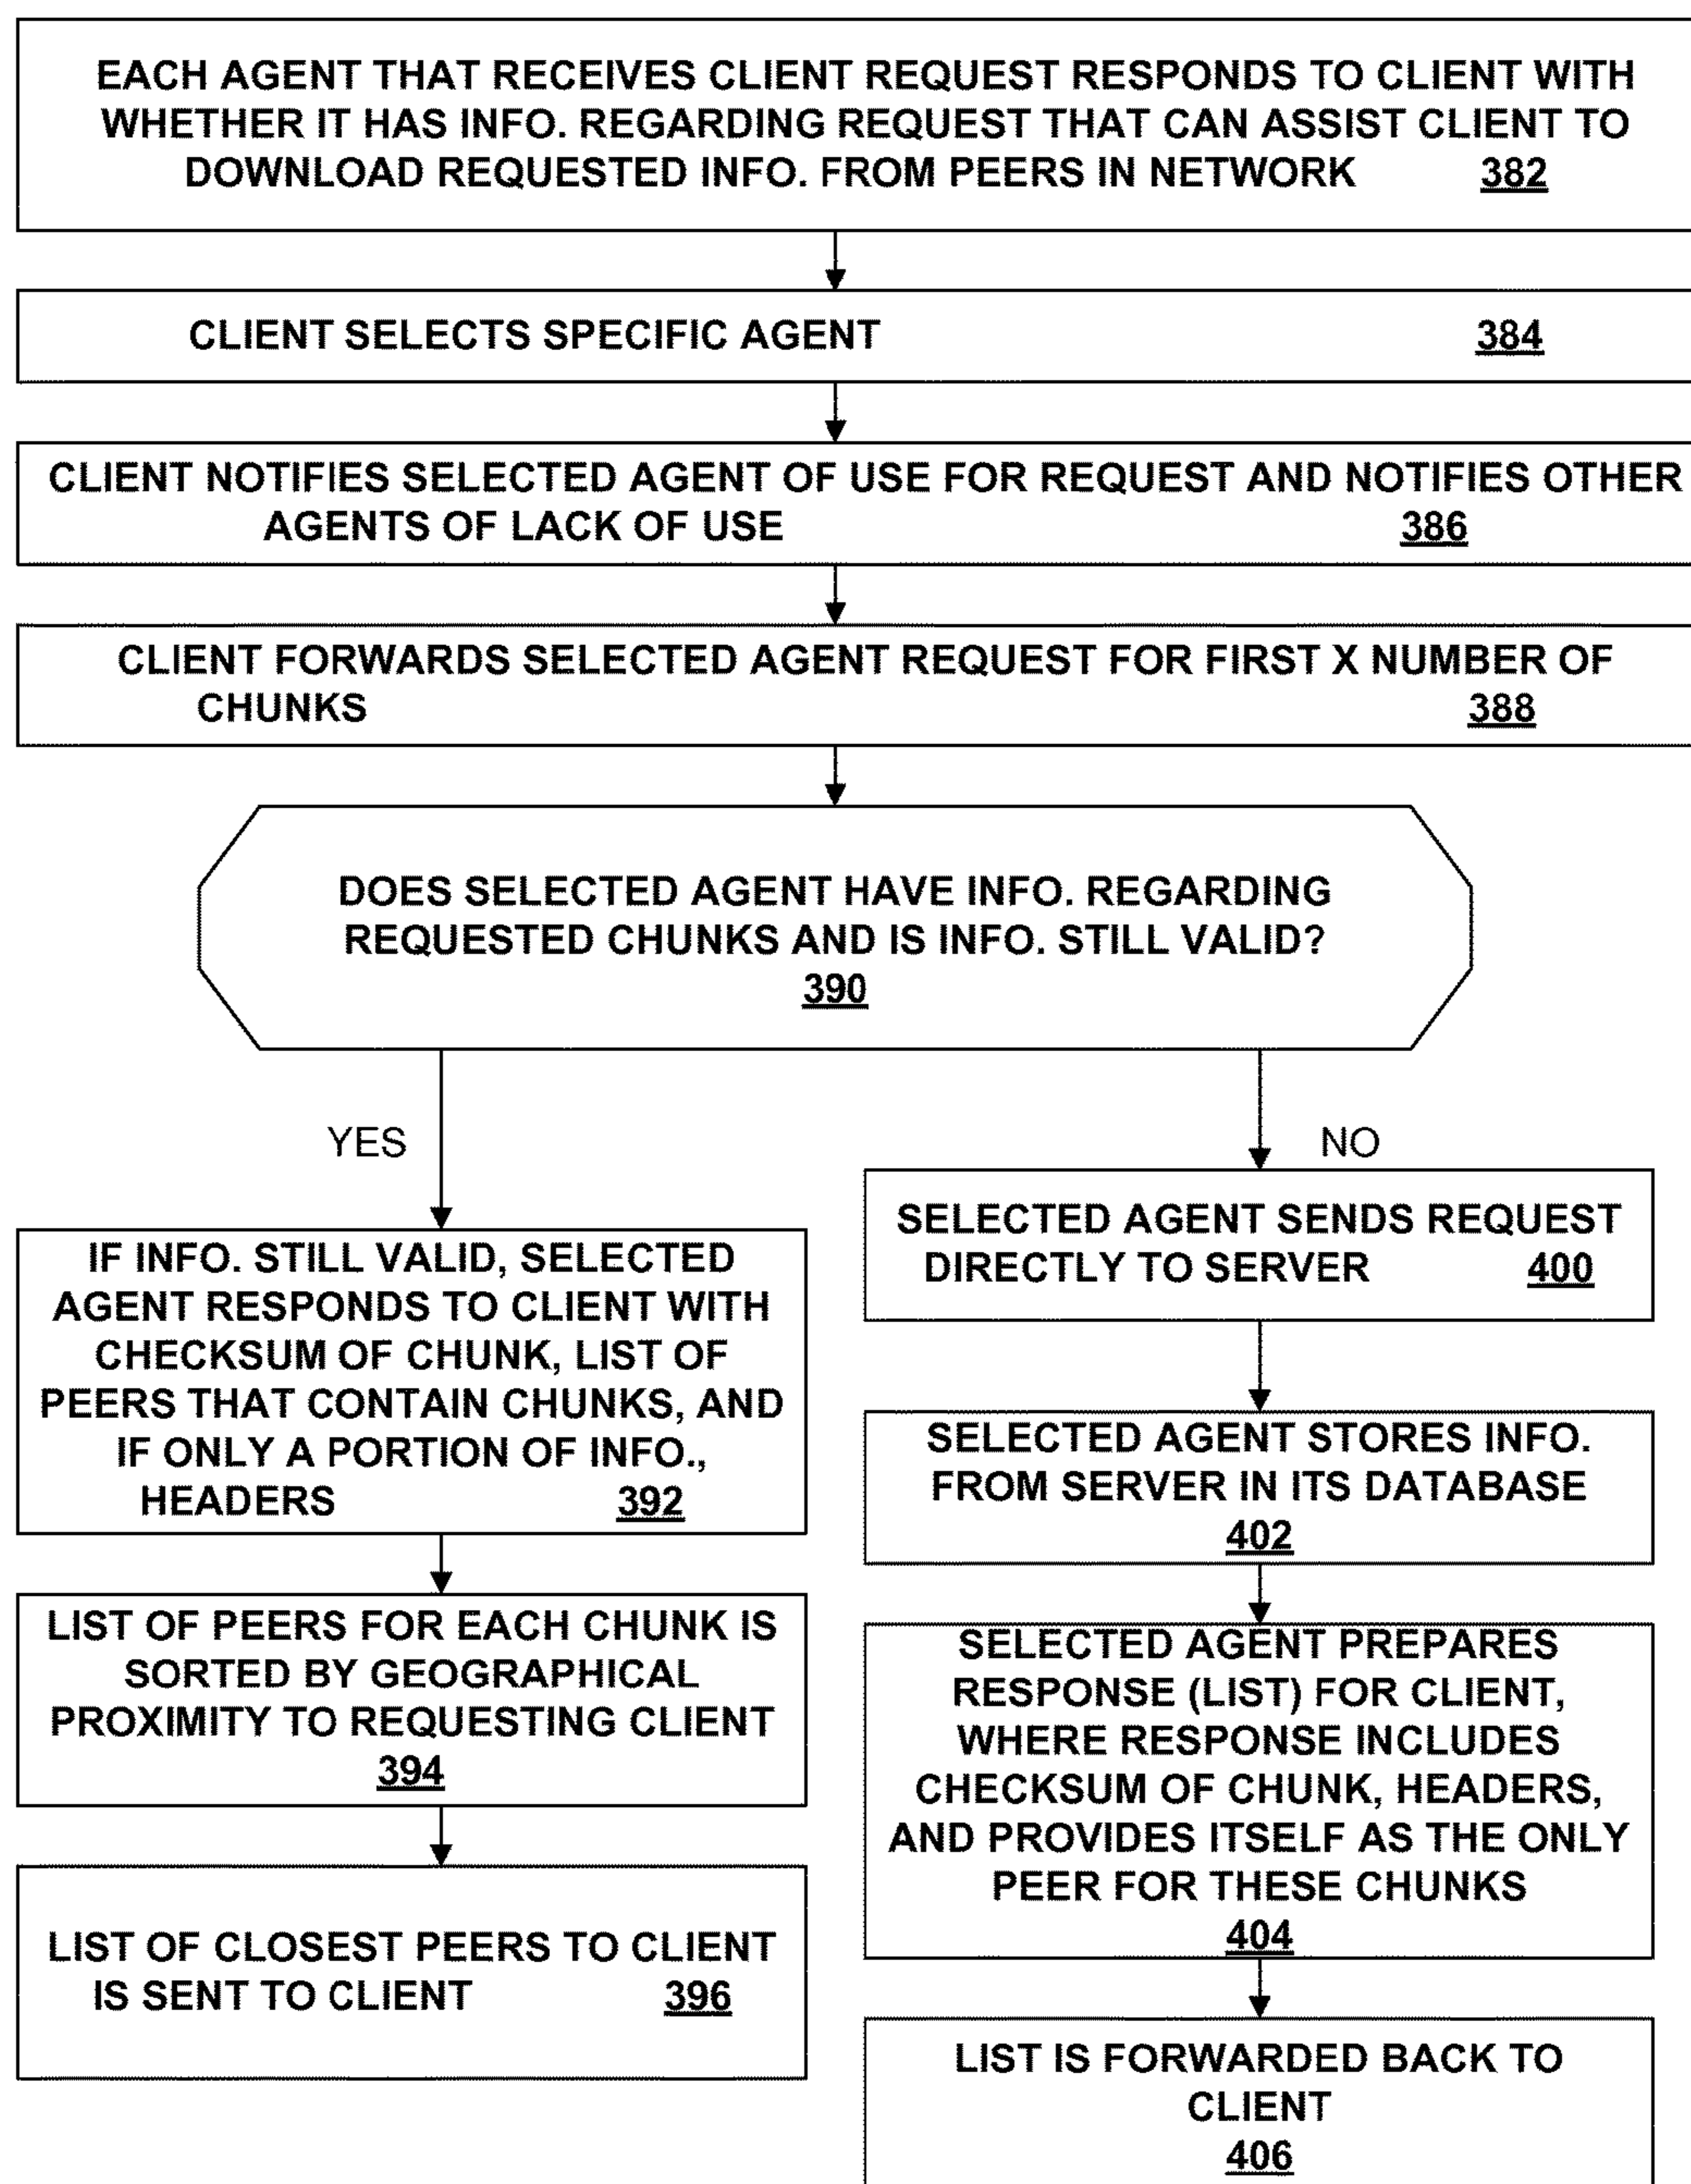 EACH AGENT THAT RECEIVES CLIENT REQUEST RESPONDS TO CLIENT WITH
WHETHER IT HAS INFO. REGARDING REQUEST THAT CAN ASSIST CLIENT TO
DOWNLOAD REQUESTED INFO. FROM PEERS IN NETWORK 382
CLIENT SELECTS SPECIFIC AGENT 384
CLIENT NOTIFIES SELECTED AGENT OF USE FOR REQUEST AND NOTIFIES OTHER
AGENTS OF LACK OF USE 386
CLIENT FORWARDS SELECTED AGENT REQUEST FOR FIRST X NUMBER OF
CHUNKS 388
DOES SELECTED AGENT HAVE INFO. REGARDING
REQUESTED CHUNKS AND IS INFO. STILL VALID?
390
YES
IF INFO. STILL VALID, SELECTED
AGENT RESPONDS TO CLIENT WITH
CHECKSUM OF CHUNK, LIST OF
PEERS THAT CONTAIN CHUNKS, AND
IF ONLY A PORTION OF INFO.,
HEADERS 392
LIST OF PEERS FOR EACH CHUNK IS
SORTED BY GEOGRAPHICAL
PROXIMITY TO REQUESTING CLIENT
394
LIST OF CLOSEST PEERS TO CLIENT
IS SENT TO CLIENT 396
NO
SELECTED AGENT SENDS REQUEST
DIRECTLY TO SERVER 400
SELECTED AGENT STORES INFO.
FROM SERVER IN ITS DATABASE
402
SELECTED AGENT PREPARES
RESPONSE (LIST) FOR CLIENT,
WHERE RESPONSE INCLUDES
CHECKSUM OF CHUNK, HEADERS,
AND PROVIDES ITSELF AS THE ONLY
PEER FOR THESE CHUNKS
404
LIST IS FORWARDED BACK TO
CLIENT
406